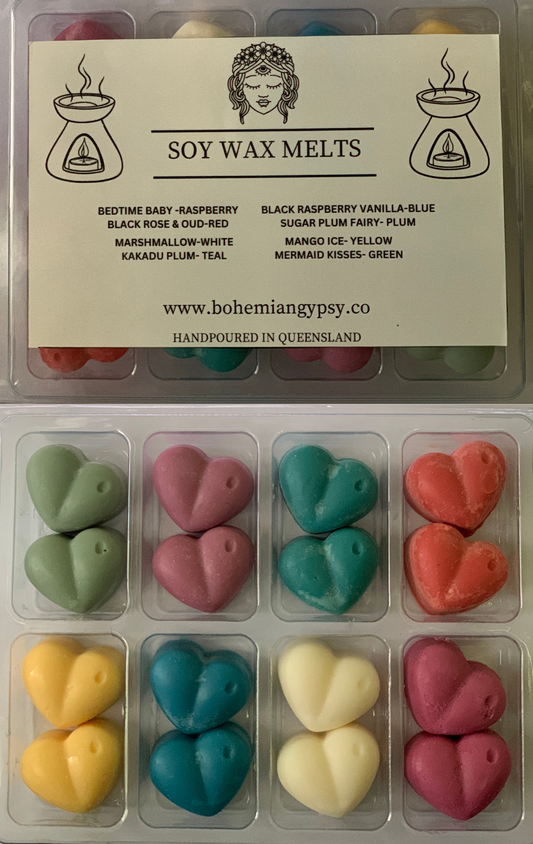 SOY WAX MELTS
BEDTIME BABY -RASPBERRY
BLACK ROSE & OUD-RED
MARSHMALLOW-WHITE
KAKADU PLUM- TEAL
BLACK RASPBERRY VANILLA-BLUE
SUGAR PLUM FAIRY- PLUM
MANGO ICE- YELLOW
MERMAID KISSES- GREEN
www.bohemiangypsy.co
HANDPOURED IN QUEENSLAND